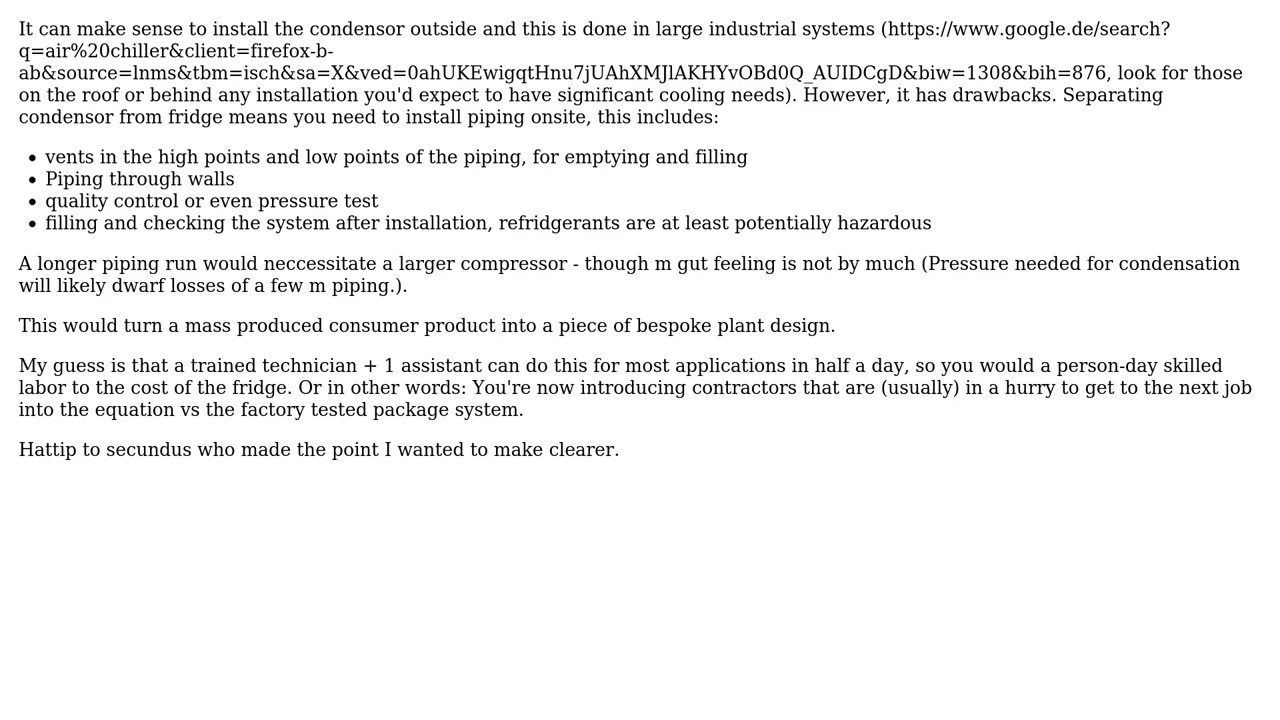 It can make sense to install the condensor outside and this is done in large industrial systems (https://www.google.de/search?
q=air%20chiller&client=firefox-b-
ab&source=lnms&tbm=isch&sa=X&ved=0ahUKEwigqtHnu7jUAhXMJlAKHYvOBd0Q_AUIDCgD&biw=1308&bih=876, look for those
on the roof or behind any installation you'd expect to have significant cooling needs). However, it has drawbacks. Separating
condensor from fridge means you need to install piping onsite, this includes:
• vents in the high points and low points of the piping, for emptying and filling
• Piping through walls
• quality control or even pressure test
• filling and checking the system after installation, refridgerants are at least potentially hazardous
A longer piping run would neccessitate a larger compressor - though m gut feeling is not by much (Pressure needed for condensation
will likely dwarf losses of a few m piping.).
This would turn a mass produced consumer product into a piece of bespoke plant design.
My guess is that a trained technician + 1 assistant can do this for most applications in half a day, so you would a person-day skilled
labor to the cost of the fridge. Or in other words: You're now introducing contractors that are (usually) in a hurry to get to the next job
into the equation vs the factory tested package system.
Hattip to secundus who made the point I wanted to make clearer.